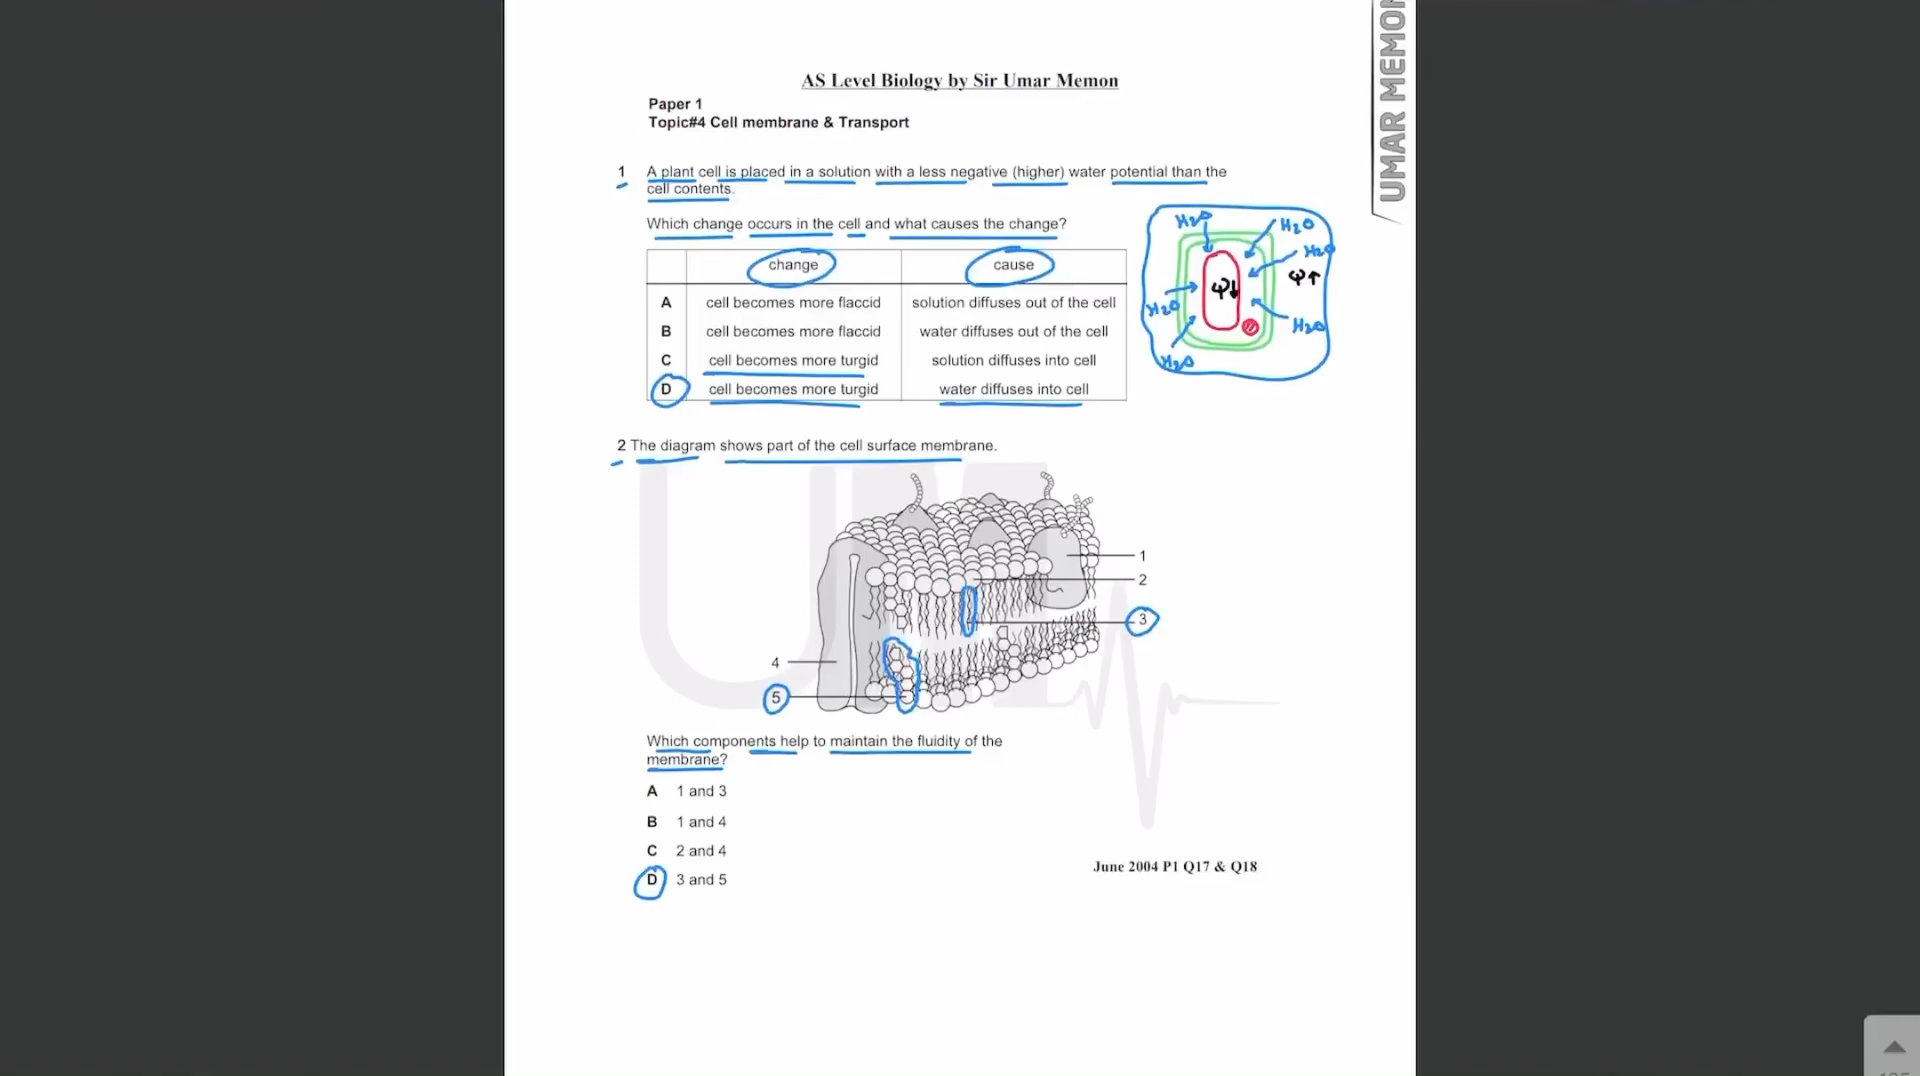 UMAR MEMON
AS Level Biology by Sir Umar Memon
Paper 1
Topic#4 Cell membrane & Transport
1 A plant cell is placed in a solution with a less negative (higher) water potential than the
cell contents.
Which change occurs in the cell and what causes the change?
change cause
A cell becomes more flaccid solution diffuses out of the cell
B cell becomes more flaccid water diffuses out of the cell
C cell becomes more turgid solution diffuses into cell
D cell becomes more turgid water diffuses into cell
H2O
H2O
H2O
Ψ↓
Ψ↑
H2O
H2O
H2O
2 The diagram shows part of the cell surface membrane.
1
2
3
4
5
Which components help to maintain the fluidity of the
membrane?
A 1 and 3
B 1 and 4
C 2 and 4
D 3 and 5
June 2004 P1 Q17 & Q18